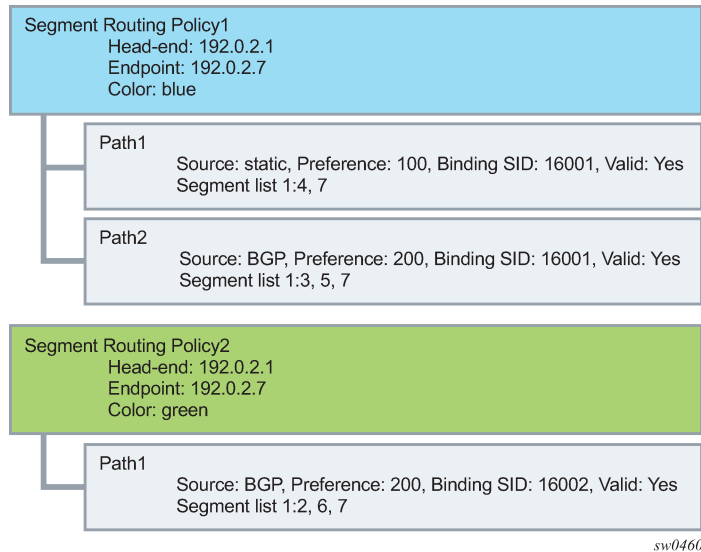 Segment Routing Policy1
Head-end: 192.0.2.1
Endpoint: 192.0.2.7
Color: blue
Path1
Source: static, Preference: 100, Binding SID: 16001, Valid: Yes
Segment list 1:4, 7
Path2
Source: BGP, Preference: 200, Binding SID: 16001, Valid: Yes
Segment list 1:3, 5, 7
Segment Routing Policy2
Head-end: 192.0.2.1
Endpoint: 192.0.2.7
Color: green
Path1
Source: BGP, Preference: 200, Binding SID: 16002, Valid: Yes
Segment list 1:2, 6, 7
sw0460